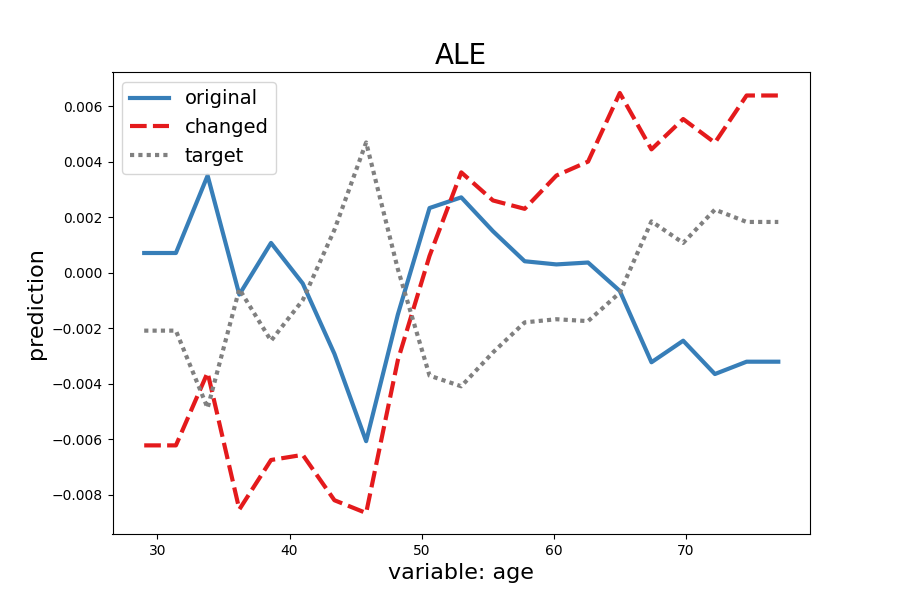 ALE
original
changed
target
0.006
0.004
0.002
0.000
−0.002
−0.004
−0.006
−0.008
prediction
30 40 50 60 70
variable: age